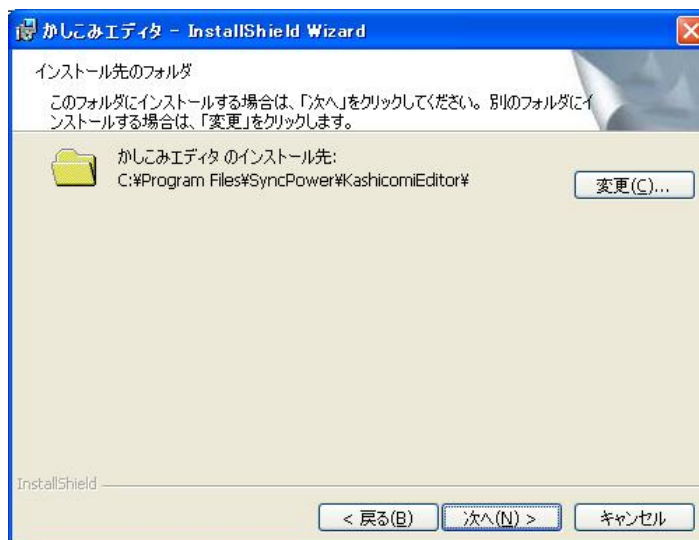 かしこみエディタ - InstallShield Wizard
インストール先のフォルダ
このフォルダにインストールする場合は、「次へ」をクリックしてください。別のフォルダにイ
ンストールする場合は、「変更」をクリックします。
かしこみエディタ のインストール先:
C:¥Program Files¥SyncPower¥KashicomiEditor¥
変更(C)...
InstallShield
< 戻る(B)
次へ(N) >
キャンセル